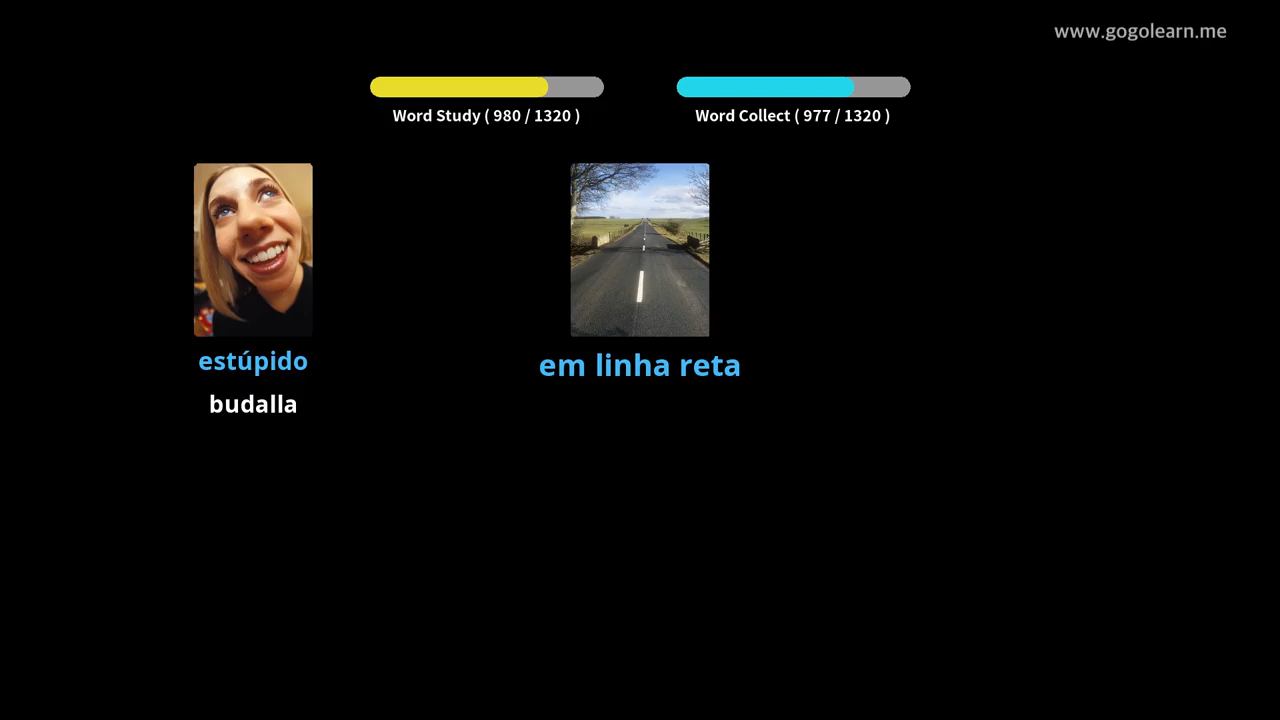 www.gogolearn.me
Word Study ( 980 / 1320 )
Word Collect ( 977 / 1320 )
estúpido
budalla
em linha reta